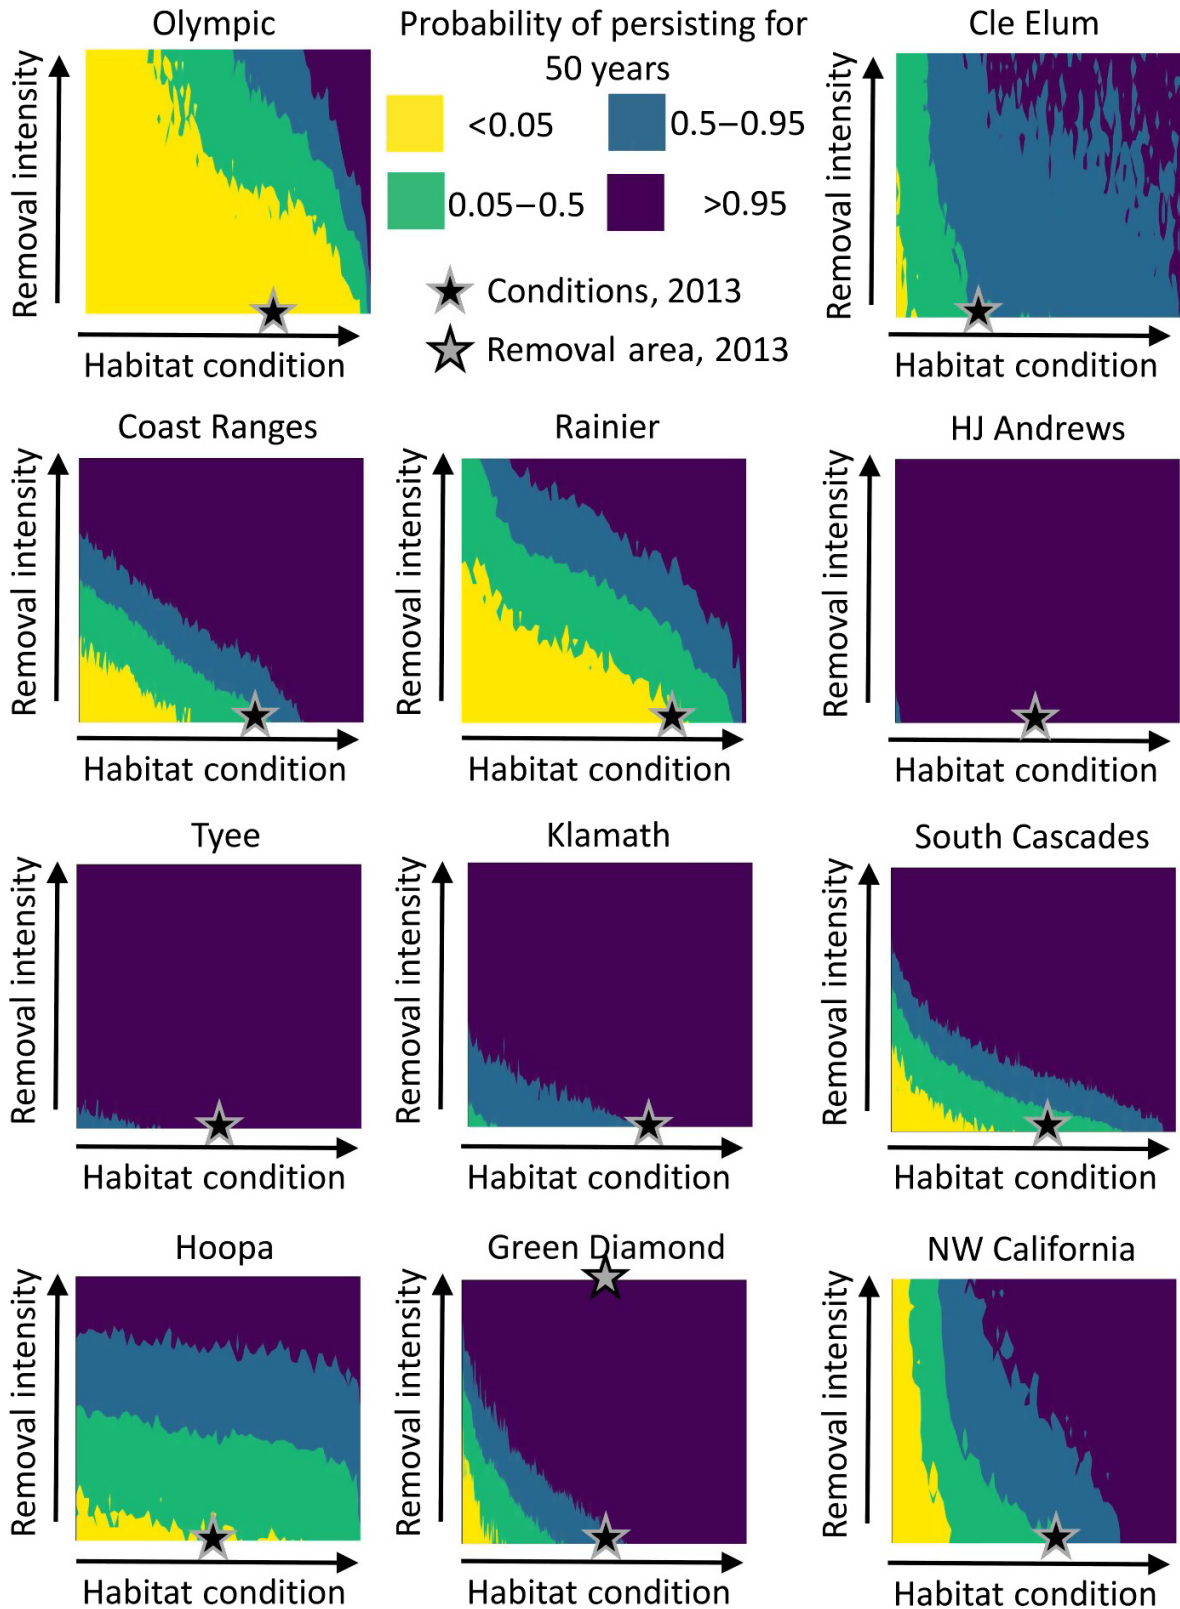 Olympic
Probability of persisting for
50 years
Cle Elum
<0.05
0.5–0.95
0.05–0.5
>0.95
Conditions, 2013
Removal area, 2013
Removal intensity
Habitat condition
Removal intensity
Habitat condition
Coast Ranges
Rainier
HJ Andrews
Removal intensity
Removal intensity
Removal intensity
Habitat condition
Habitat condition
Habitat condition
Tyee
Klamath
South Cascades
Removal intensity
Removal intensity
Removal intensity
Habitat condition
Habitat condition
Habitat condition
Hoopa
Green Diamond
NW California
Removal intensity
Removal intensity
Removal intensity
Habitat condition
Habitat condition
Habitat condition